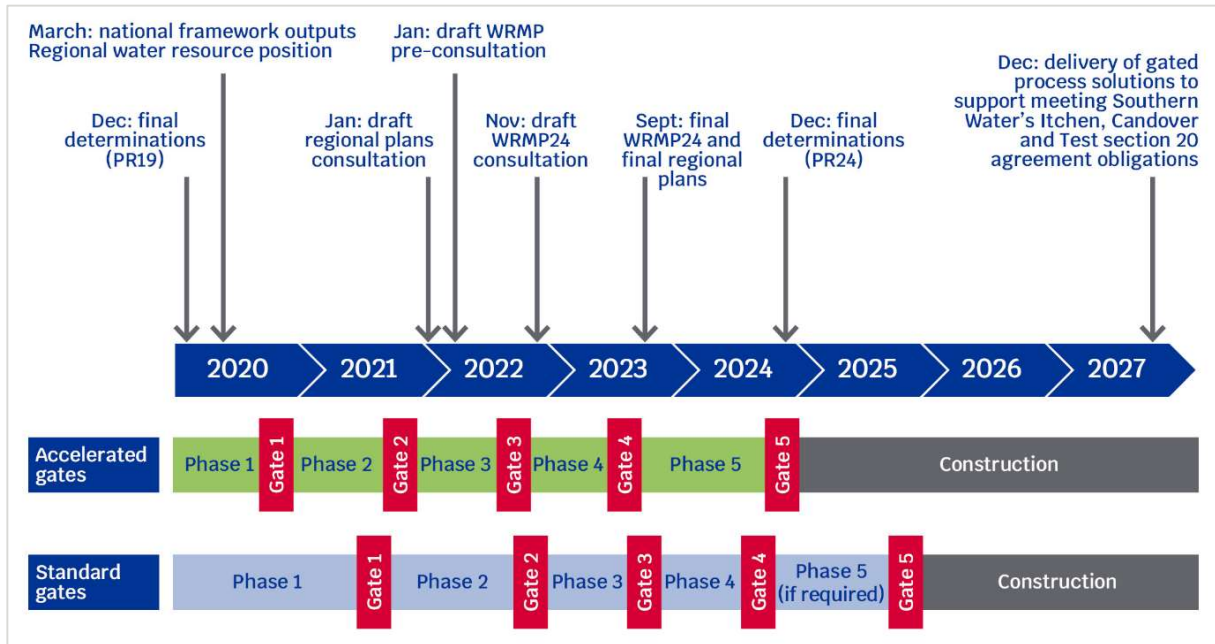 March: national framework outputs
Regional water resource position
Jan: draft WRMP
pre-consultation
Dec: delivery of gated
process solutions to
support meeting Southern
Water's Itchen, Candover
and Test section 20
agreement obligations
Dec: final
determinations
(PR19)
Jan: draft
regional plans
consultation
Nov: draft
WRMP24
consultation
Sept: final
WRMP24 and
final regional
plans
Dec: final
determinations
(PR24)
2020
2021
2022
2023
2024
2025
2026
2027
Accelerated
gates
Phase 1
Gate 1
Phase 2
Gate 2
Phase 3
Gate 3
Phase 4
Gate 4
Phase 5
Gate 5
Construction
Standard
gates
Phase 1
Gate 1
Phase 2
Gate 2
Phase 3
Gate 3
Phase 4
Gate 4
Phase 5
(if required)
Gate 5
Construction